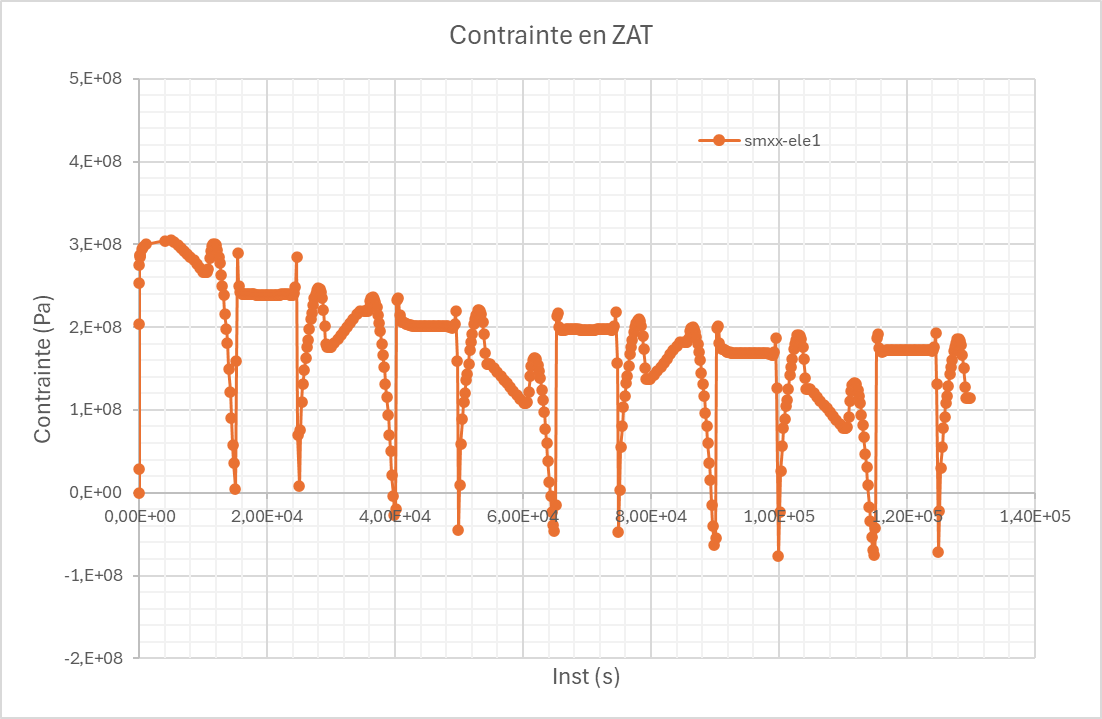 Contrainte en ZAT
5,E+08
smxx-ele1
4,E+08
3,E+08
2,E+08
1,E+08
0,E+00
-1,E+08
-2,E+08
0,00E+00 2,00E+04 4,00E+04 6,00E+04 8,00E+04 1,00E+05 1,20E+05 1,40E+05
Contrainte (Pa)
Inst (s)